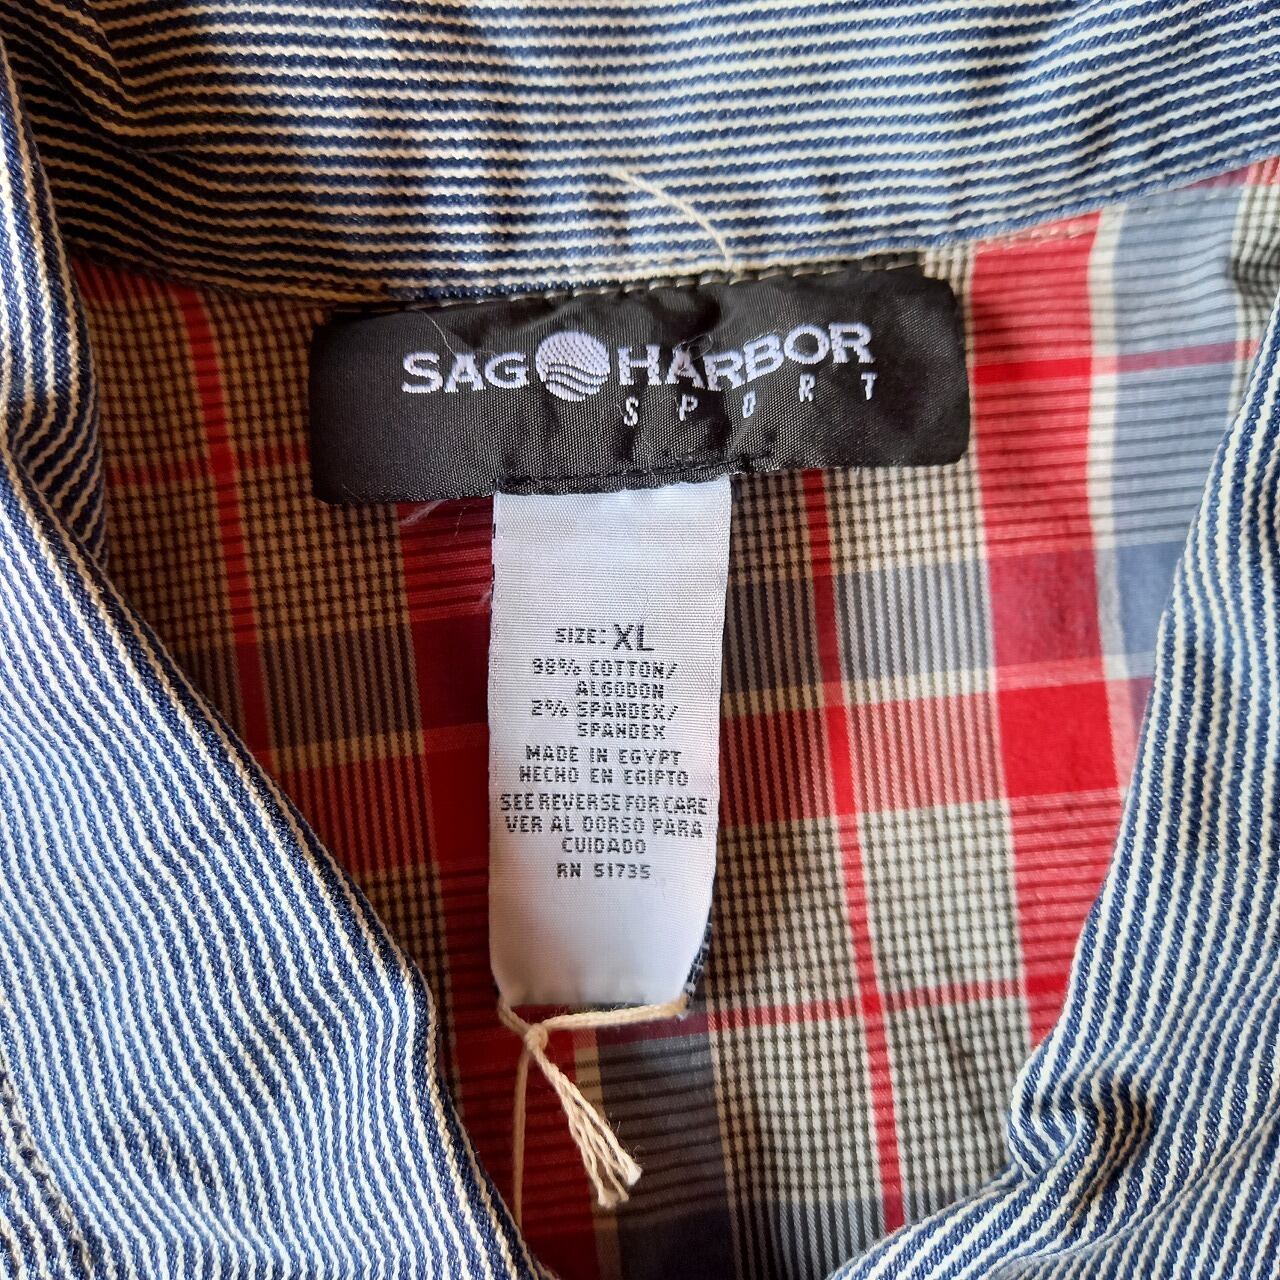 SAG HARBOR
SPORT
SIZE: XL
98% COTTON/
ALGODON
2% SPANDEX/
SPANDEX
MADE IN EGYPT
HECHO EN EGIPTO
SEE REVERSE FOR CARE
VER AL DORSO PARA
CUIDADO
RN 51735